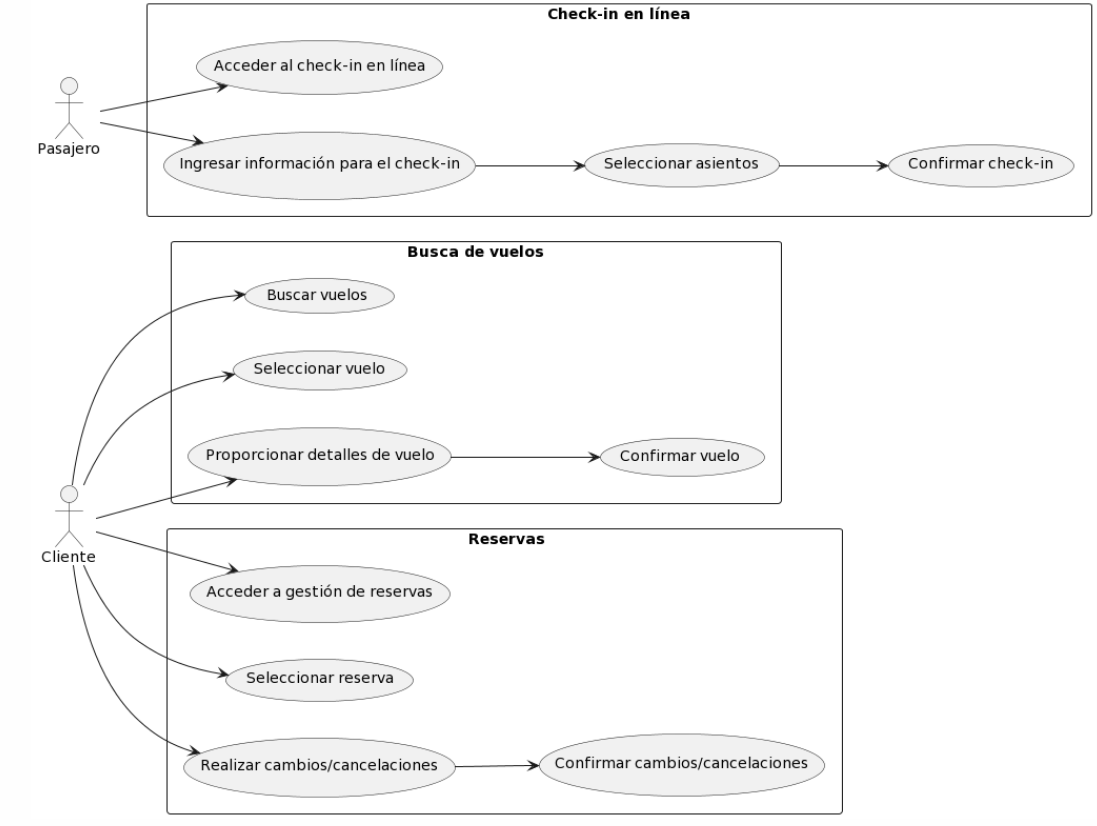 Check-in en línea
Acceder al check-in en línea
Pasajero
Ingresar información para el check-in
Seleccionar asientos
Confirmar check-in
Busca de vuelos
Buscar vuelos
Seleccionar vuelo
Proporcionar detalles de vuelo
Confirmar vuelo
Cliente
Reservas
Acceder a gestión de reservas
Seleccionar reserva
Realizar cambios/cancelaciones
Confirmar cambios/cancelaciones